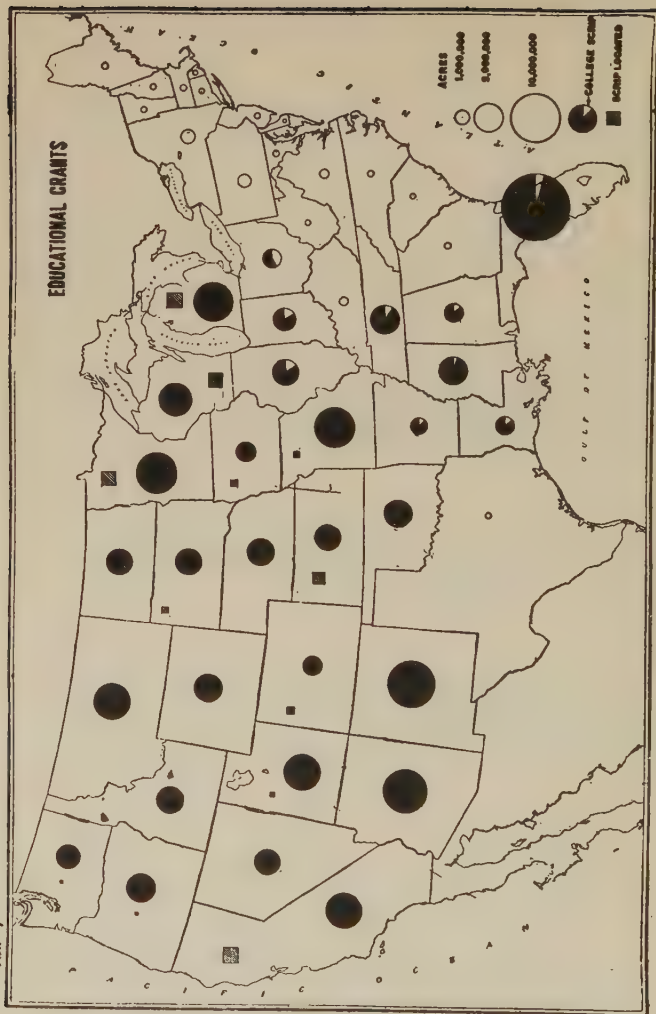 EDUCATIONAL GRANTS
ACRES
1,000,000
5,000,000
10,000,000
COLLEGE SCRIP
SCRIP LOCATED
GULF OF MEXICO
PACIFIC OCEAN